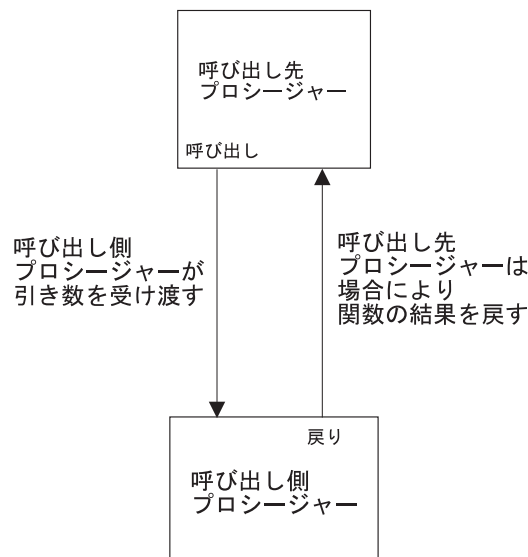 呼び出し先
プロシージャー
呼び出し
呼び出し側
プロシージャーが
引き数を受け渡す
呼び出し先
プロシージャーは
場合により
関数の結果を戻す
戻り
呼び出し側
プロシージャー